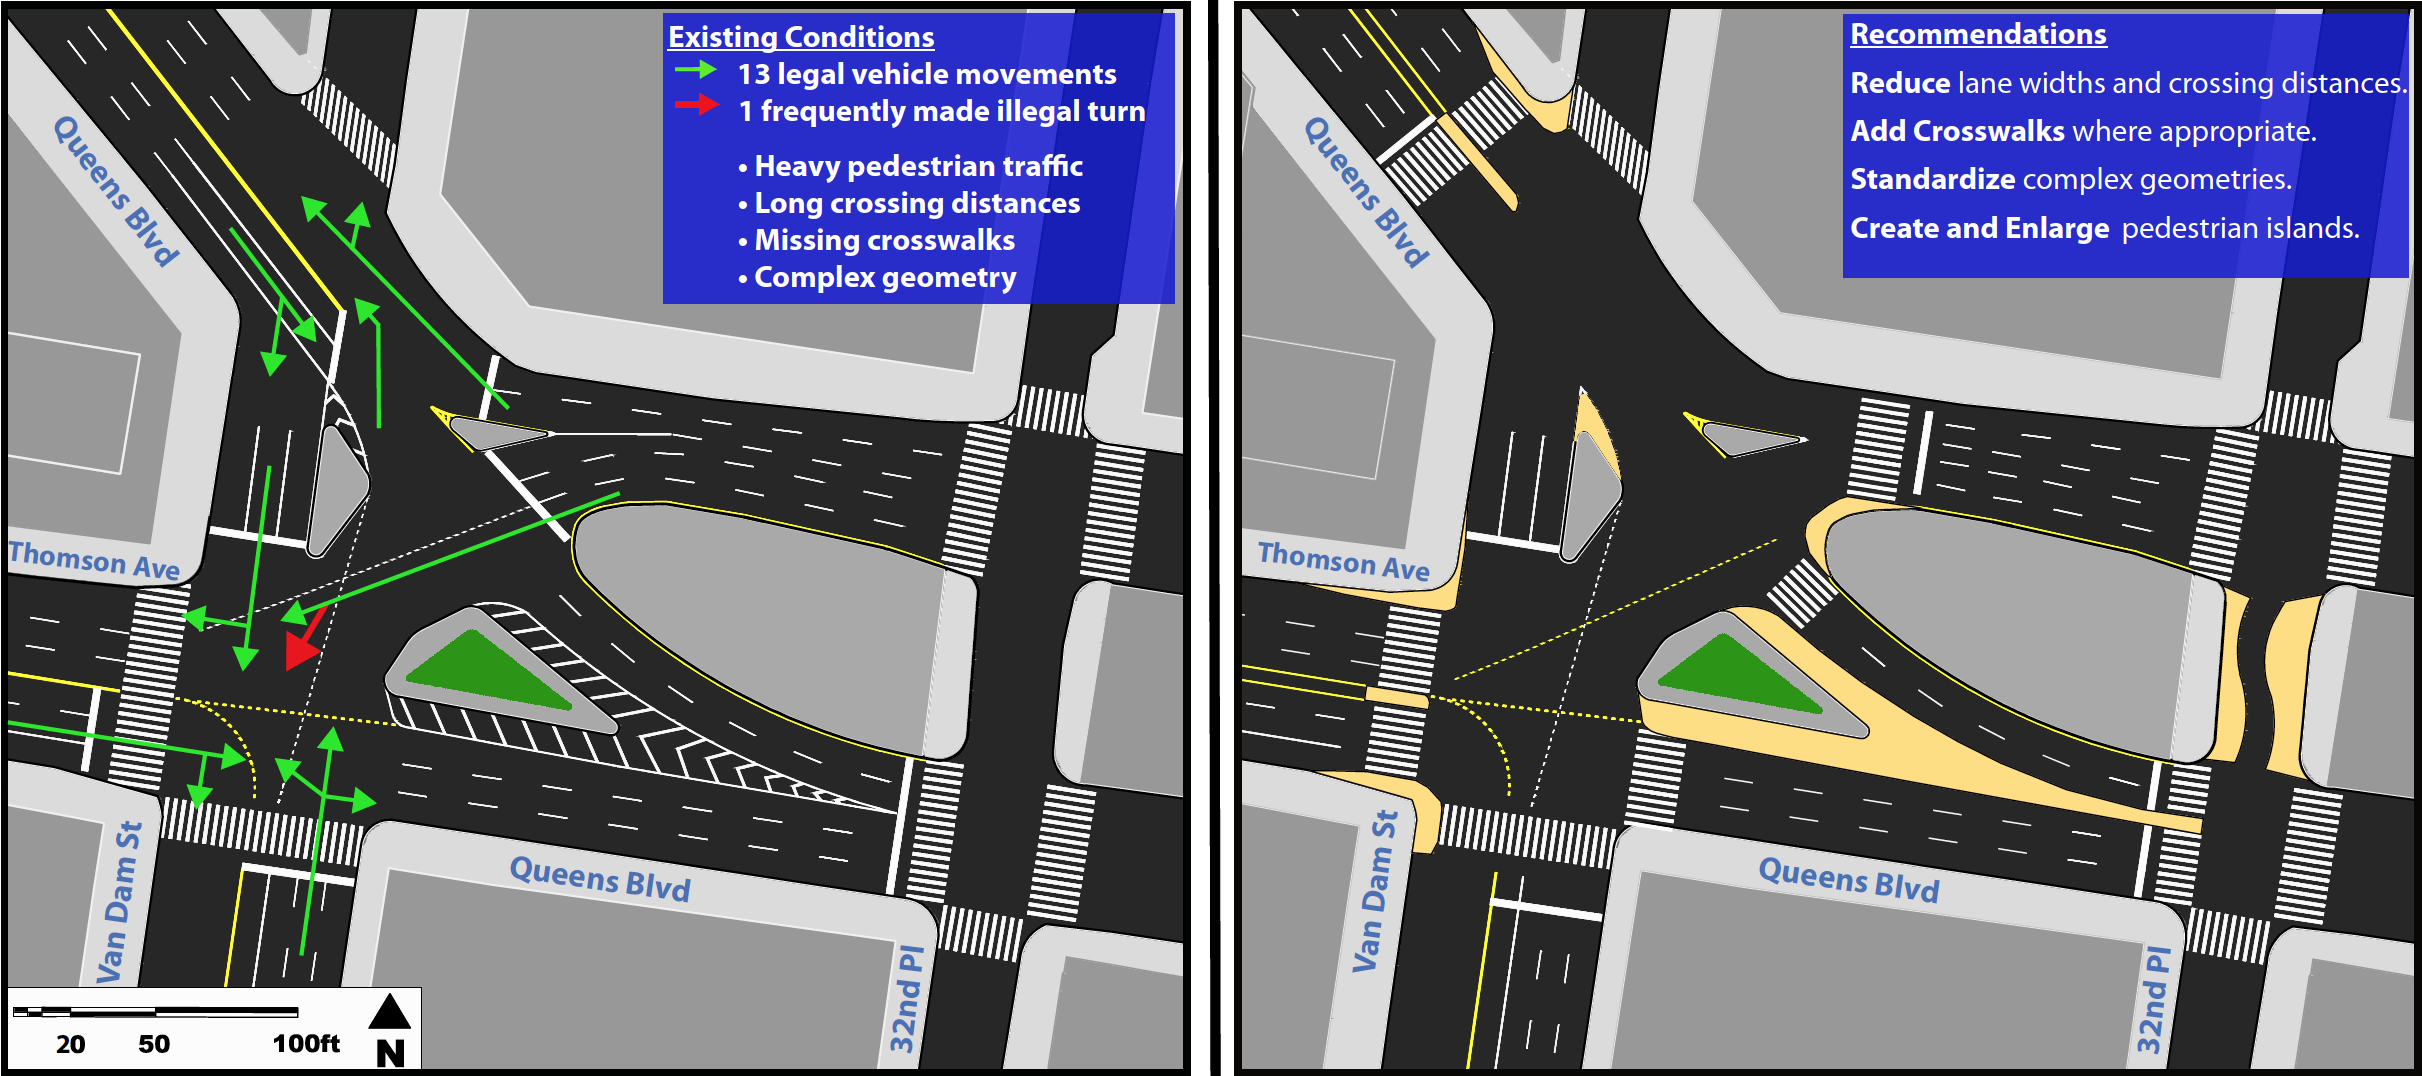 Existing Conditions
13 legal vehicle movements
1 frequently made illegal turn
• Heavy pedestrian traffic
• Long crossing distances
• Missing crosswalks
• Complex geometry
Queens Blvd
Thomson Ave
Van Dam St
Queens Blvd
32nd Pl
20 50 100ft
N
Recommendations
Reduce lane widths and crossing distances.
Add Crosswalks where appropriate.
Standardize complex geometries.
Create and Enlarge pedestrian islands.
Queens Blvd
Thomson Ave
Van Dam St
Queens Blvd
32nd Pl